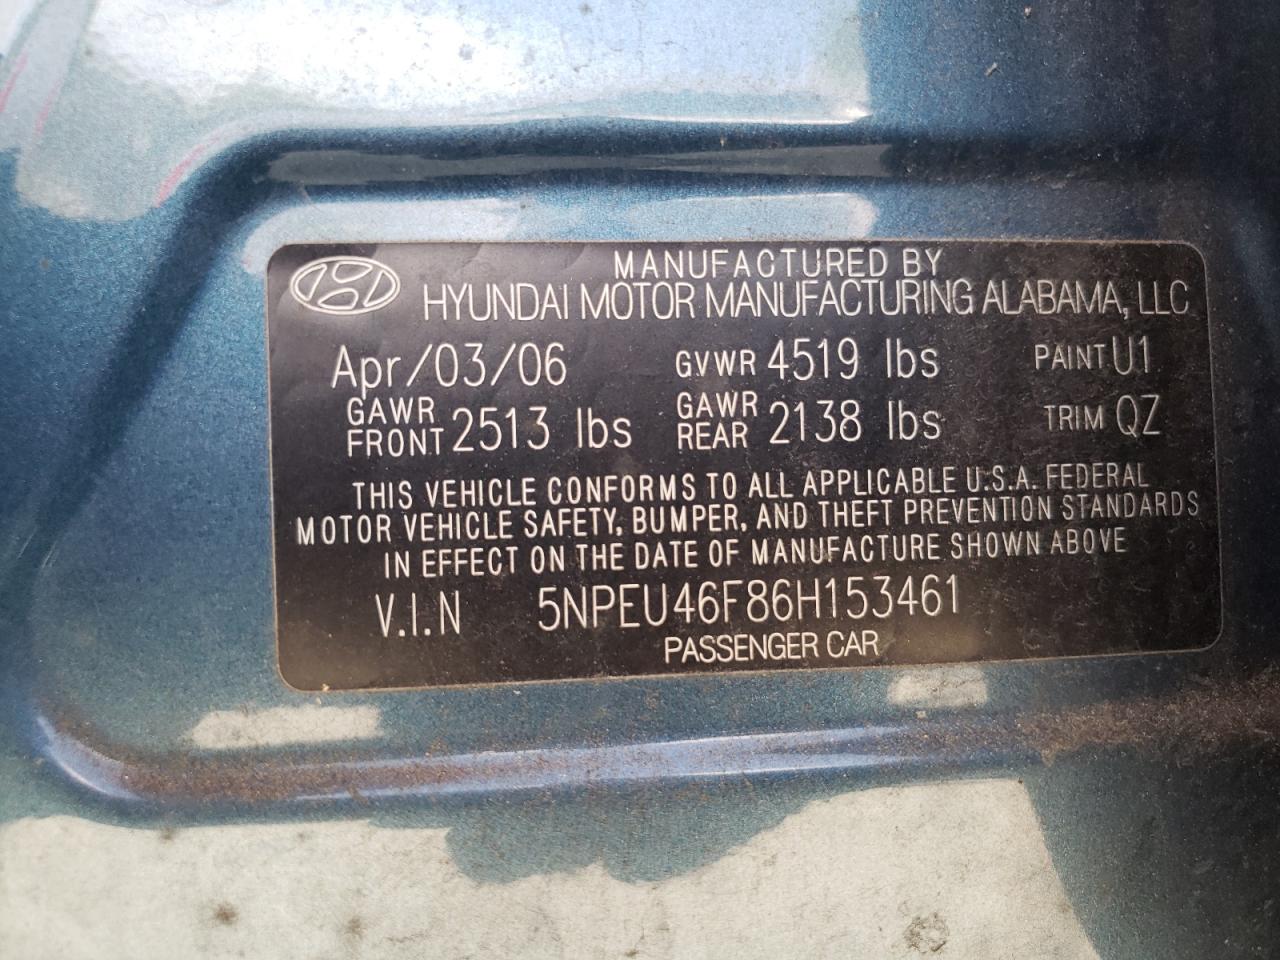 MANUFACTURED BY
HYUNDAI MOTOR MANUFACTURING ALABAMA, LLC
Apr/03/06 GVWR 4519 lbs PAINT U1
GAWR FRONT 2513 lbs GAWR REAR 2138 lbs TRIM QZ
THIS VEHICLE CONFORMS TO ALL APPLICABLE U.S.A. FEDERAL
MOTOR VEHICLE SAFETY, BUMPER, AND THEFT PREVENTION STANDARDS
IN EFFECT ON THE DATE OF MANUFACTURE SHOWN ABOVE
V.I.N 5NPEU46F86H153461
PASSENGER CAR